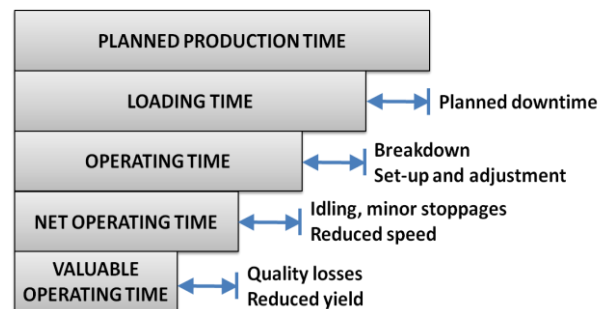 PLANNED PRODUCTION TIME
LOADING TIME
Planned downtime
OPERATING TIME
Breakdown
Set-up and adjustment
NET OPERATING TIME
Idling, minor stoppages
Reduced speed
VALUABLE
OPERATING TIME
Quality losses
Reduced yield